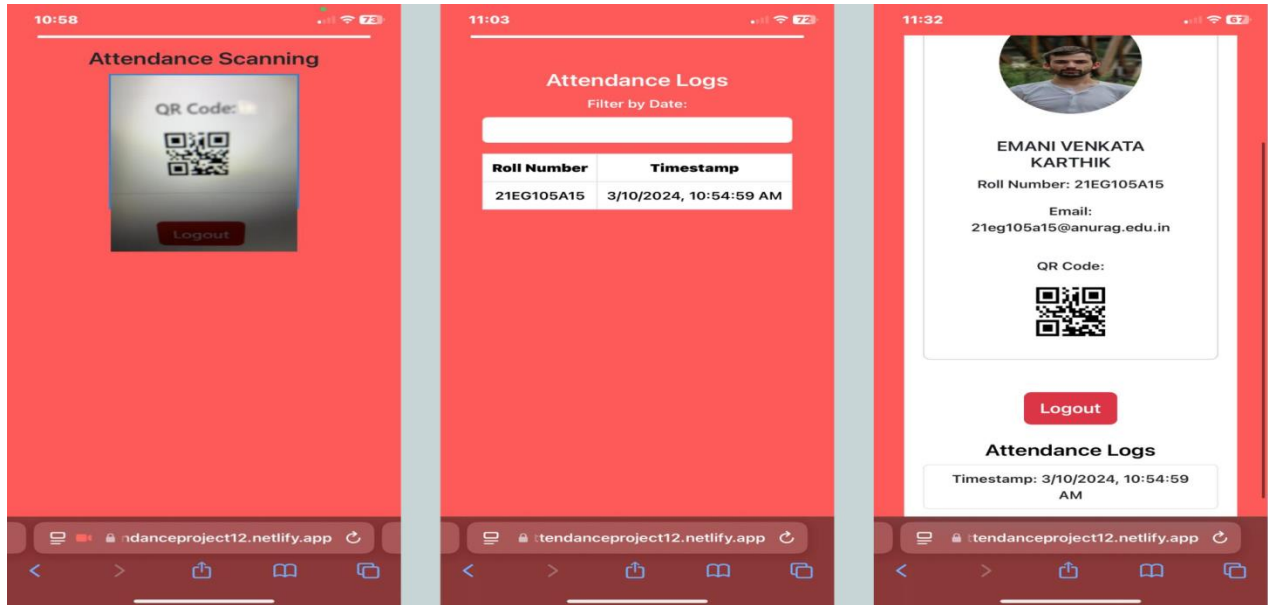 10:58
73
Attendance Scanning
QR Code:
Logout
ndanceproject12.netlify.app
11:03
72
Attendance Logs
Filter by Date:
Roll Number Timestamp
21EG105A15 3/10/2024, 10:54:59 AM
tendanceproject12.netlify.app
11:32
67
EMANI VENKATA
KARTHIK
Roll Number: 21EG105A15
Email:
21eg105a15@anurag.edu.in
QR Code:
Logout
Attendance Logs
Timestamp: 3/10/2024, 10:54:59
AM
tendanceproject12.netlify.app